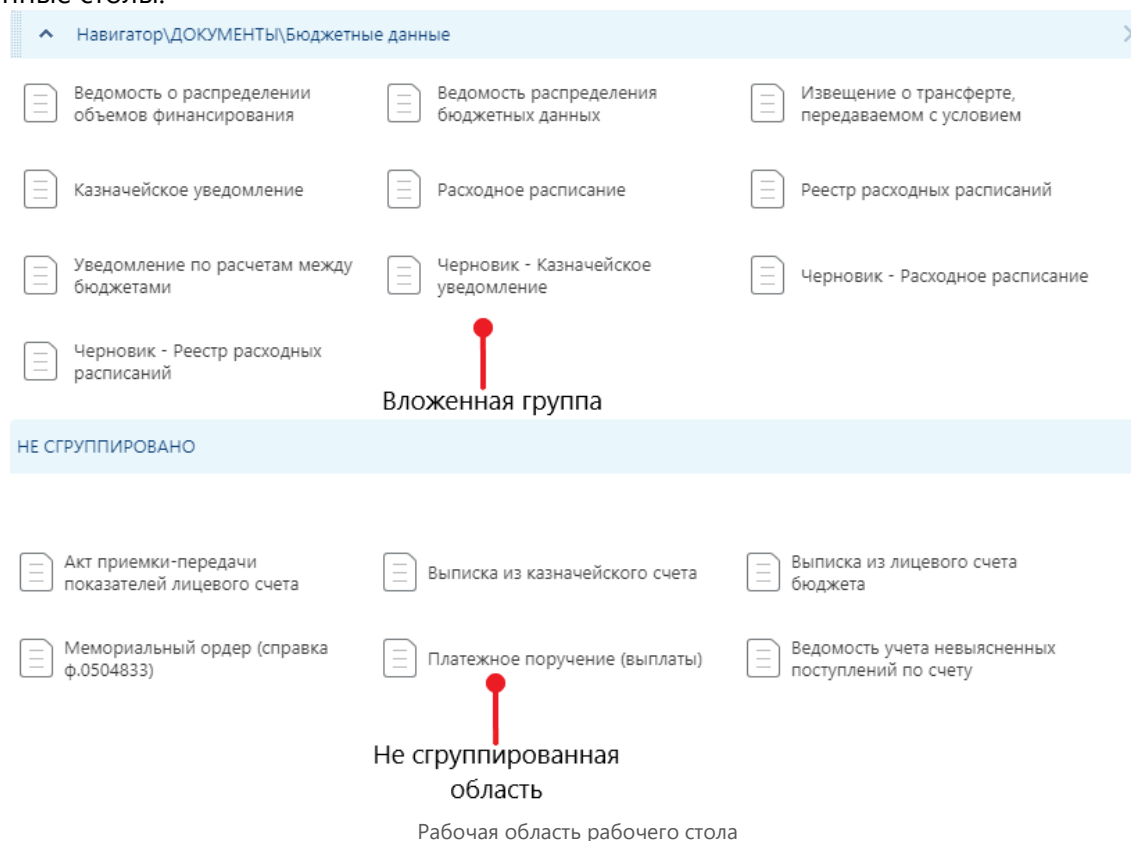 нные столы.
Навигатор\ДОКУМЕНТЫ\Бюджетные данные
Ведомость о распределении
объемов финансирования
Ведомость распределения
бюджетных данных
Извещение о трансферте,
передаваемом с условием
Казначейское уведомление
Расходное расписание
Реестр расходных расписаний
Уведомление по расчетам между
бюджетами
Черновик - Казначейское
уведомление
Черновик - Расходное расписание
Черновик - Реестр расходных
расписаний
Вложенная группа
НЕ СГРУППИРОВАНО
Акт приемки-передачи
показателей лицевого счета
Выписка из казначейского счета
Выписка из лицевого счета
бюджета
Мемориальный ордер (справка
ф.0504833)
Платежное поручение (выплаты)
Ведомость учета невыясненных
поступлений по счету
Не сгруппированная
область
Рабочая область рабочего стола